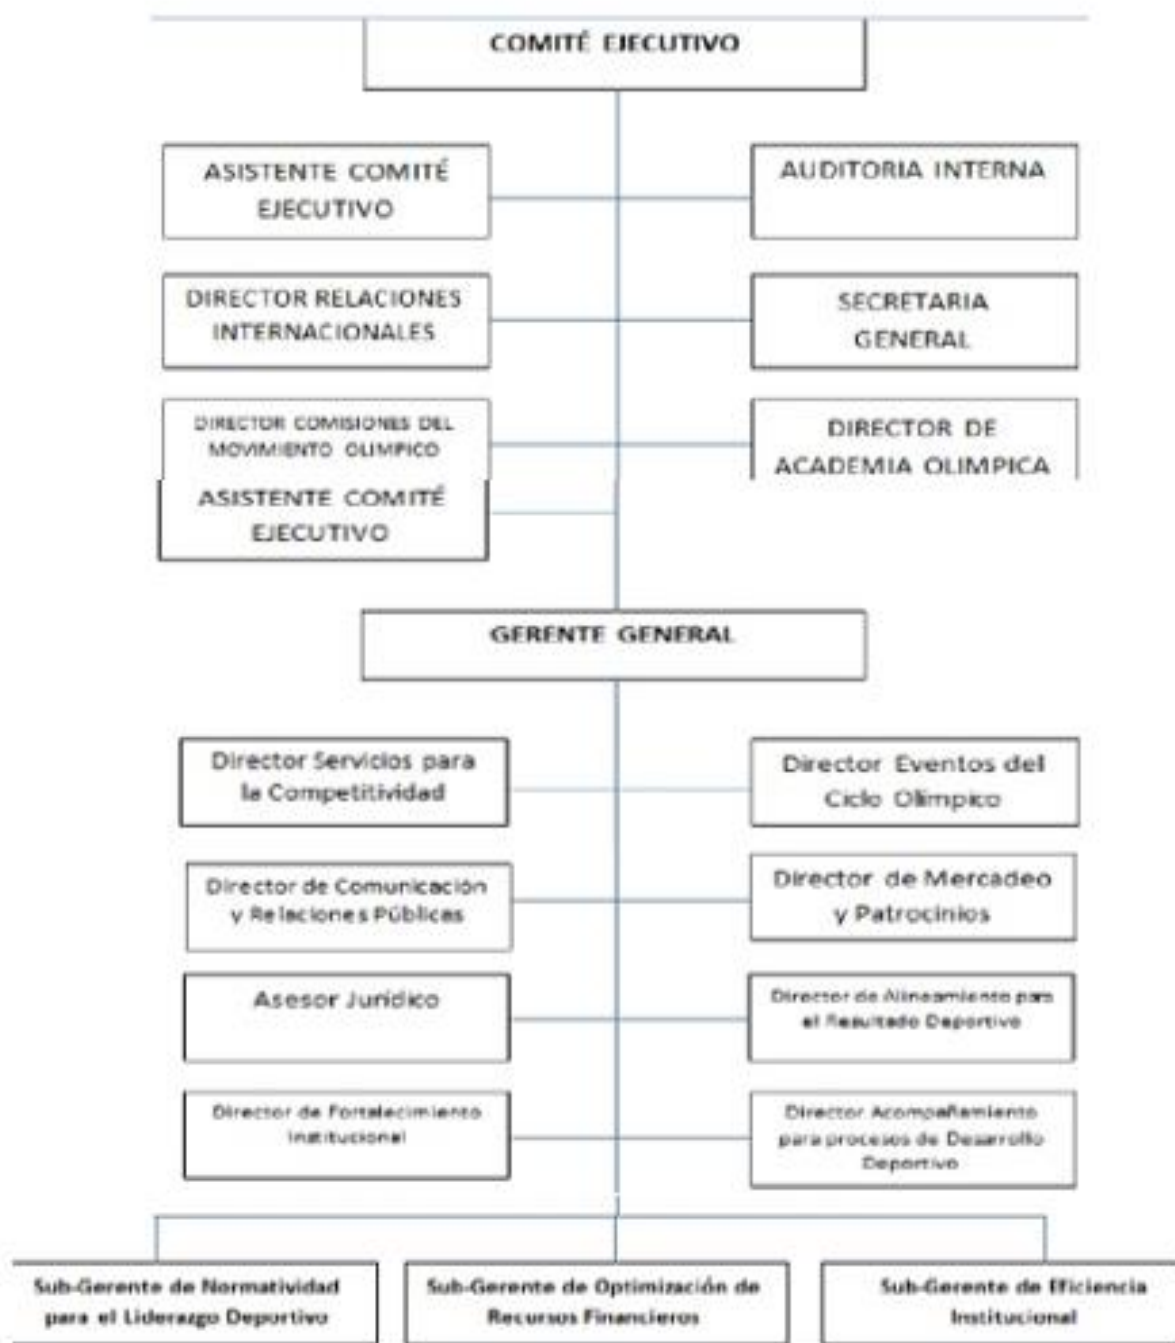 COMITÉ EJECUTIVO
ASISTENTE COMITÉ
EJECUTIVO
AUDITORIA INTERNA
DIRECTOR RELACIONES
INTERNACIONALES
SECRETARIA
GENERAL
DIRECTOR COMISIONES DEL
MOVIMIENTO OLIMPICO
DIRECTOR DE
ACADEMIA OLIMPICA
ASISTENTE COMITÉ
EJECUTIVO
GERENTE GENERAL
Director Servicios para
la Competitividad
Director Eventos del
Ciclo Olímpico
Director de Comunicación
y Relaciones Públicas
Director de Mercadeo
y Patrocinios
Asesor Jurídico
Director de Alineamiento para
el Resultado Deportivo
Director de Fortalecimiento
Institucional
Director Acompañamiento
para procesos de Desarrollo
Deportivo
Sub-Gerente de Normatividad
para el Liderazgo Deportivo
Sub-Gerente de Optimización de
Recursos Financieros
Sub-Gerente de Eficiencia
Institucional